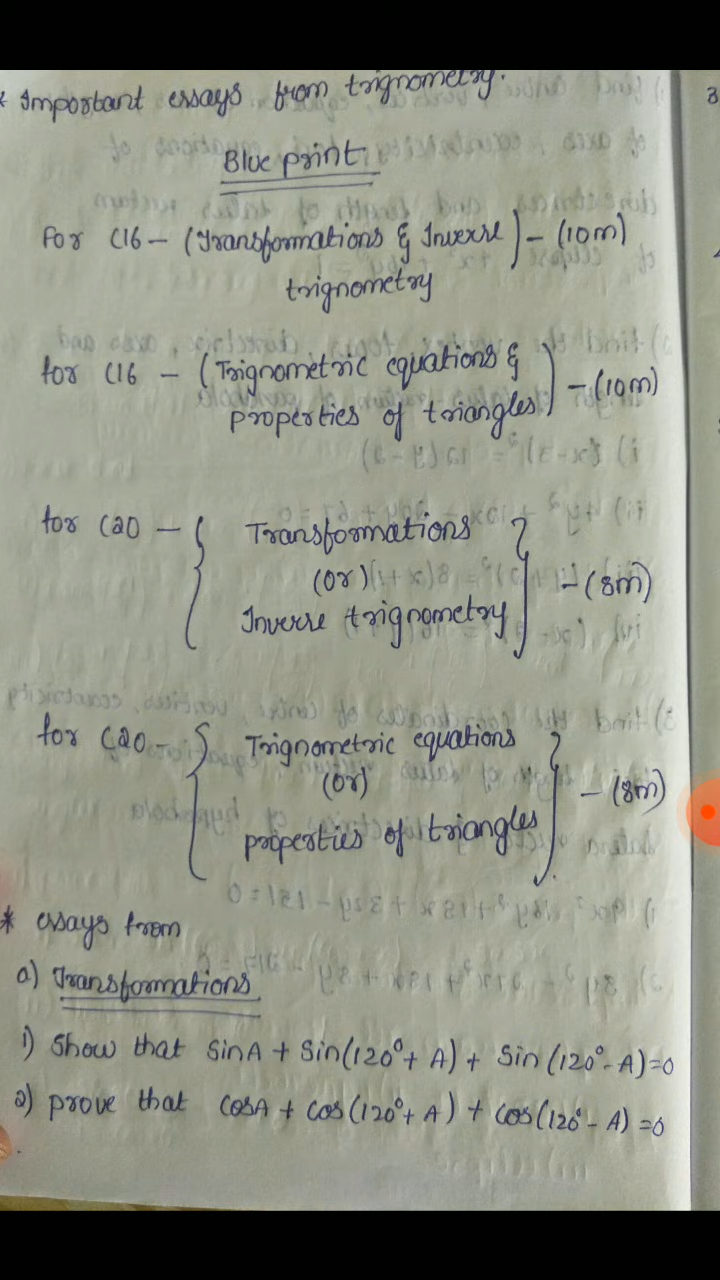 * Important essays from trignometry.
Blue print
For C16 - (Transformations & Inverse) - (10m)
trignometry
for C16 - (Trignometric equations &
properties of triangles) - (10m)
for C20 - { Transformations
(or)
Inverse trignometry } - (8m)
for C20 - { Trignometric equations
(or)
properties of triangles } - (8m)
* essays from
a) Transformations
1) Show that SinA + Sin(120° + A) + Sin(120° - A) = 0
2) prove that cosA + cos(120° + A) + cos(120° - A) = 0